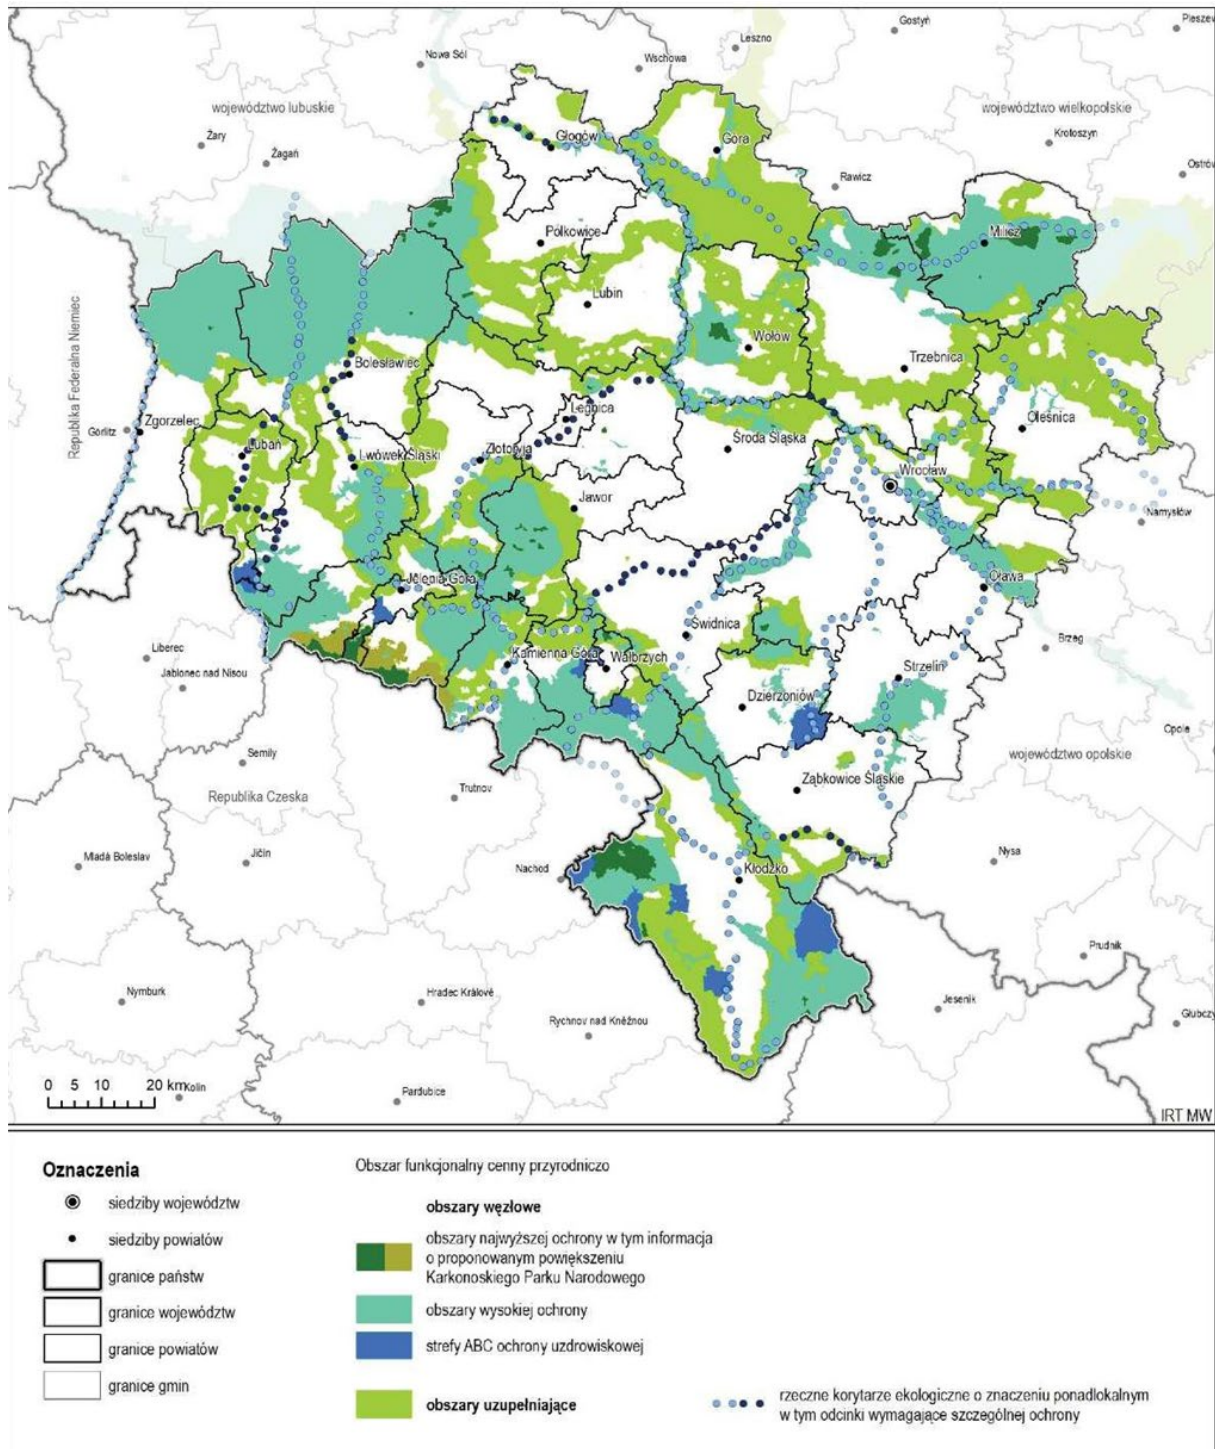 Gostyń
Pleszew
Leszno
Nowa Sól
Wschowa
województwo lubuskie
województwo wielkopolskie
Żary
Głogów
Góra
Krotoszyn
Żagań
Rawicz
Ostrów
Polkowice
Milicz
Lubin
Republika Federalna Niemiec
Wołów
Bolesławiec
Trzebnica
Legnica
Görlitz
Zgorzelec
Oleśnica
Lubań
Środa Śląska
Lwówek Śląski
Złotoryja
Wrocław
Jawor
Namysłów
Jelenia Góra
Oława
Świdnica
Brzeg
Liberec
Kamienna Góra
Wałbrzych
Strzelin
Jablonec nad Nisou
Dzierżoniów
Opole
Semily
województwo opolskie
Republika Czeska
Trutnov
Ząbkowice Śląskie
Mladá Boleslav
Jičín
Nachod
Kłodzko
Nysa
Prudnik
Nymburk
Hradec Králové
Jesenik
Rychnov nad Kněžnou
Głubczy
0 5 10 20 km
Kolín
Pardubice
IRT MW
Oznaczenia
siedziby województw
siedziby powiatów
granice państw
granice województw
granice powiatów
granice gmin
Obszar funkcjonalny cenny przyrodniczo
obszary węzłowe
obszary najwyższej ochrony w tym informacja
o proponowanym powiększeniu
Karkonoskiego Parku Narodowego
obszary wysokiej ochrony
strefy ABC ochrony uzdrowiskowej
obszary uzupełniające
rzeczne korytarze ekologiczne o znaczeniu ponadlokalnym
w tym odcinki wymagające szczególnej ochrony